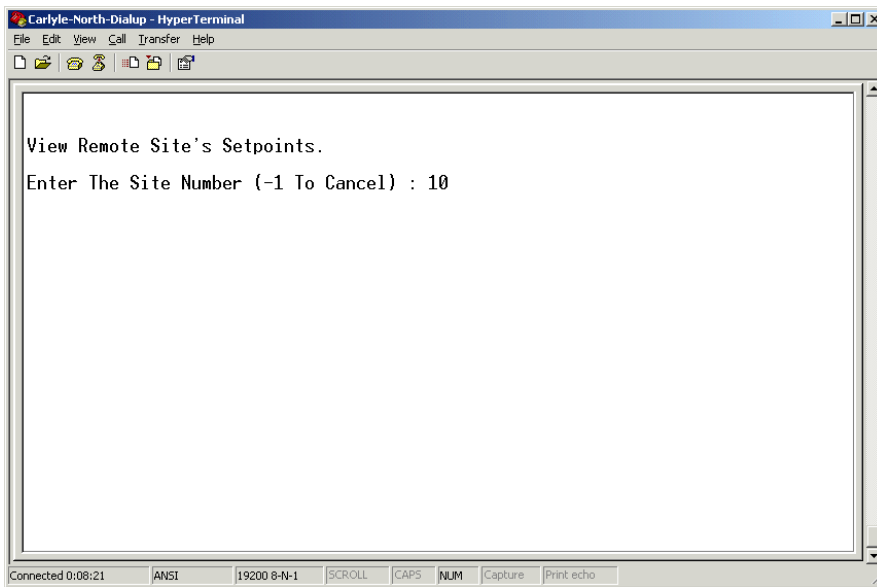 Carlyle-North-Dialup - HyperTerminal
File Edit View Call Transfer Help
View Remote Site's Setpoints.
Enter The Site Number (-1 To Cancel) : 10
Connected 0:08:21 ANSI 19200 8-N-1 SCROLL CAPS NUM Capture Print echo